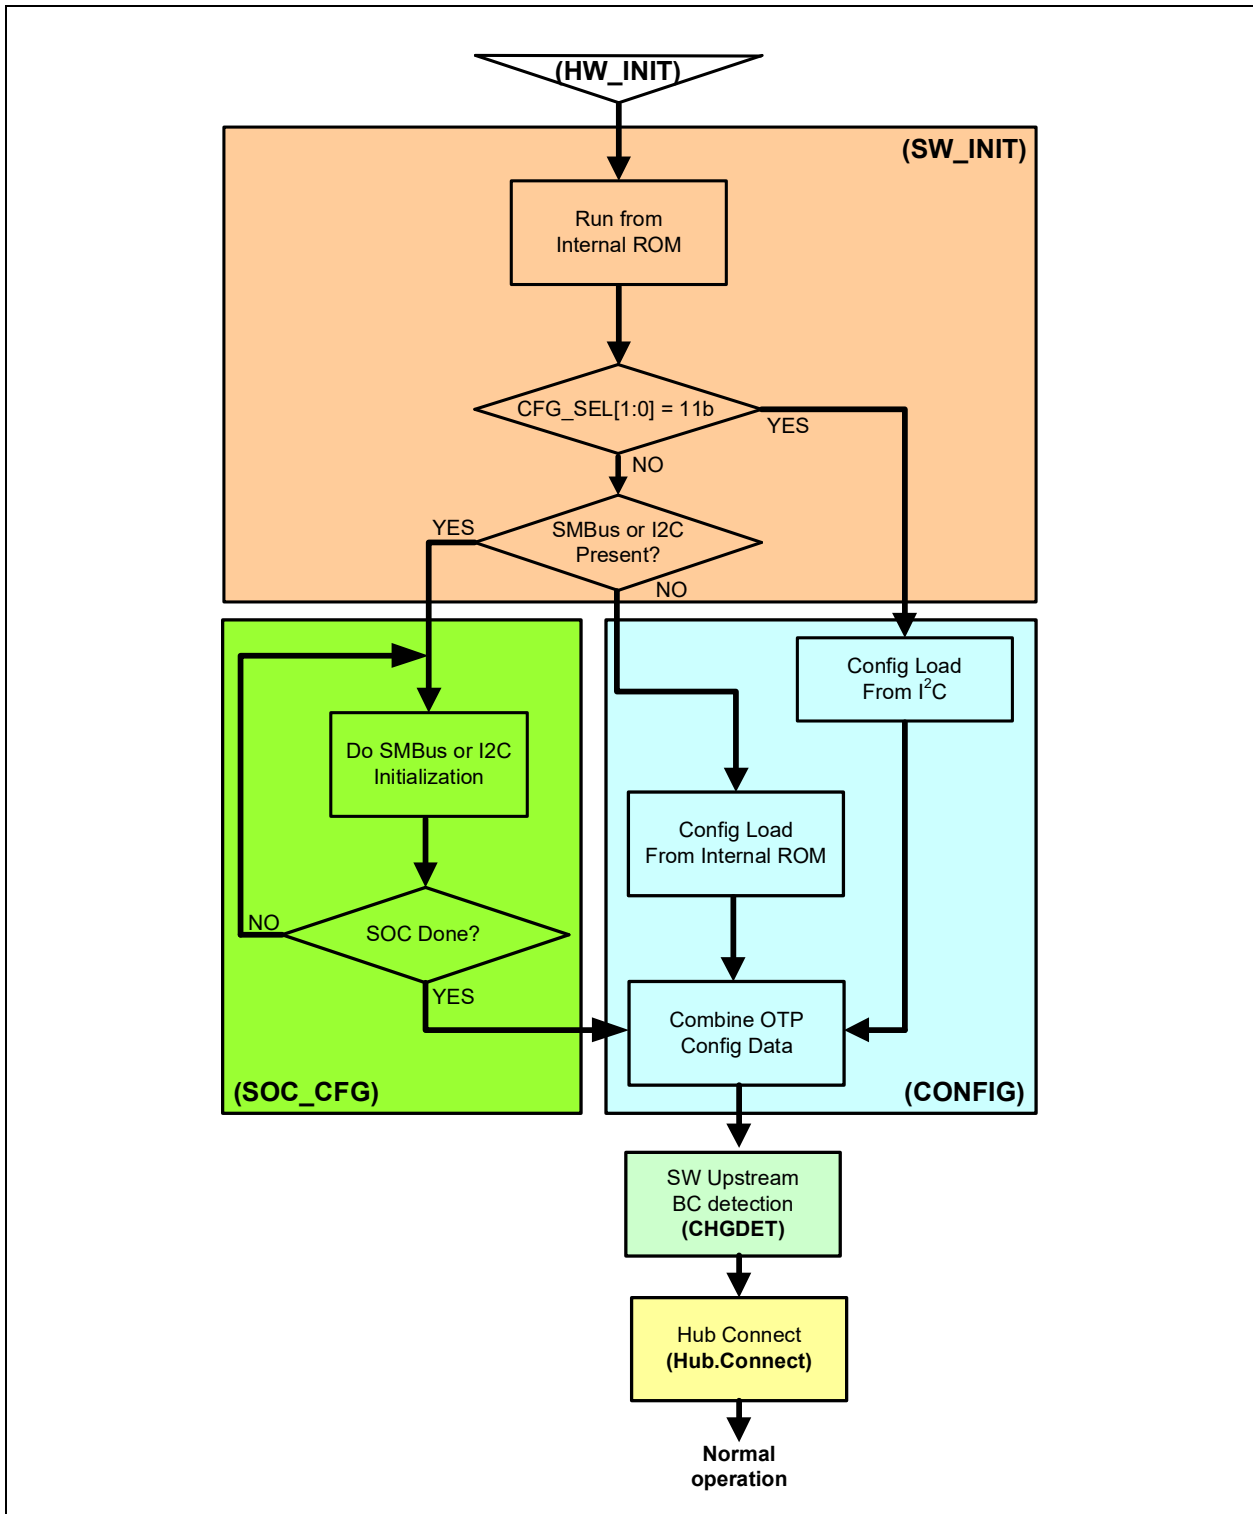 (HW_INIT)
(SW_INIT)
Run from
Internal ROM
CFG_SEL[1:0] = 11b
YES
NO
YES
SMBus or I2C
Present?
NO
Config Load
From I²C
Do SMBus or I2C
Initialization
Config Load
From Internal ROM
NO
SOC Done?
YES
Combine OTP
Config Data
(SOC_CFG)
(CONFIG)
SW Upstream
BC detection
(CHGDET)
Hub Connect
(Hub.Connect)
Normal
operation